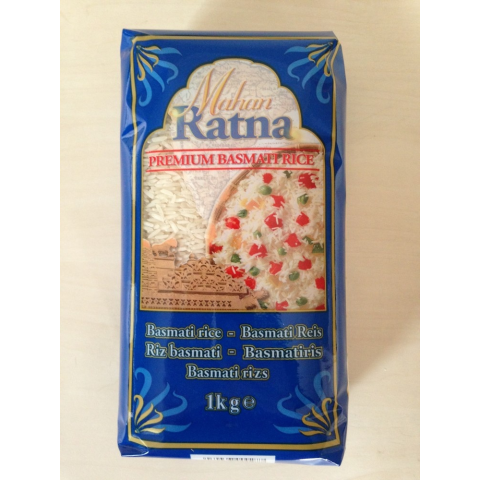 Mahan
Ratna
PREMIUM BASMATI RICE
Basmati rice - Basmati Reis
Riz basmati - Basmatiris
Basmati rizs
1kg ℮